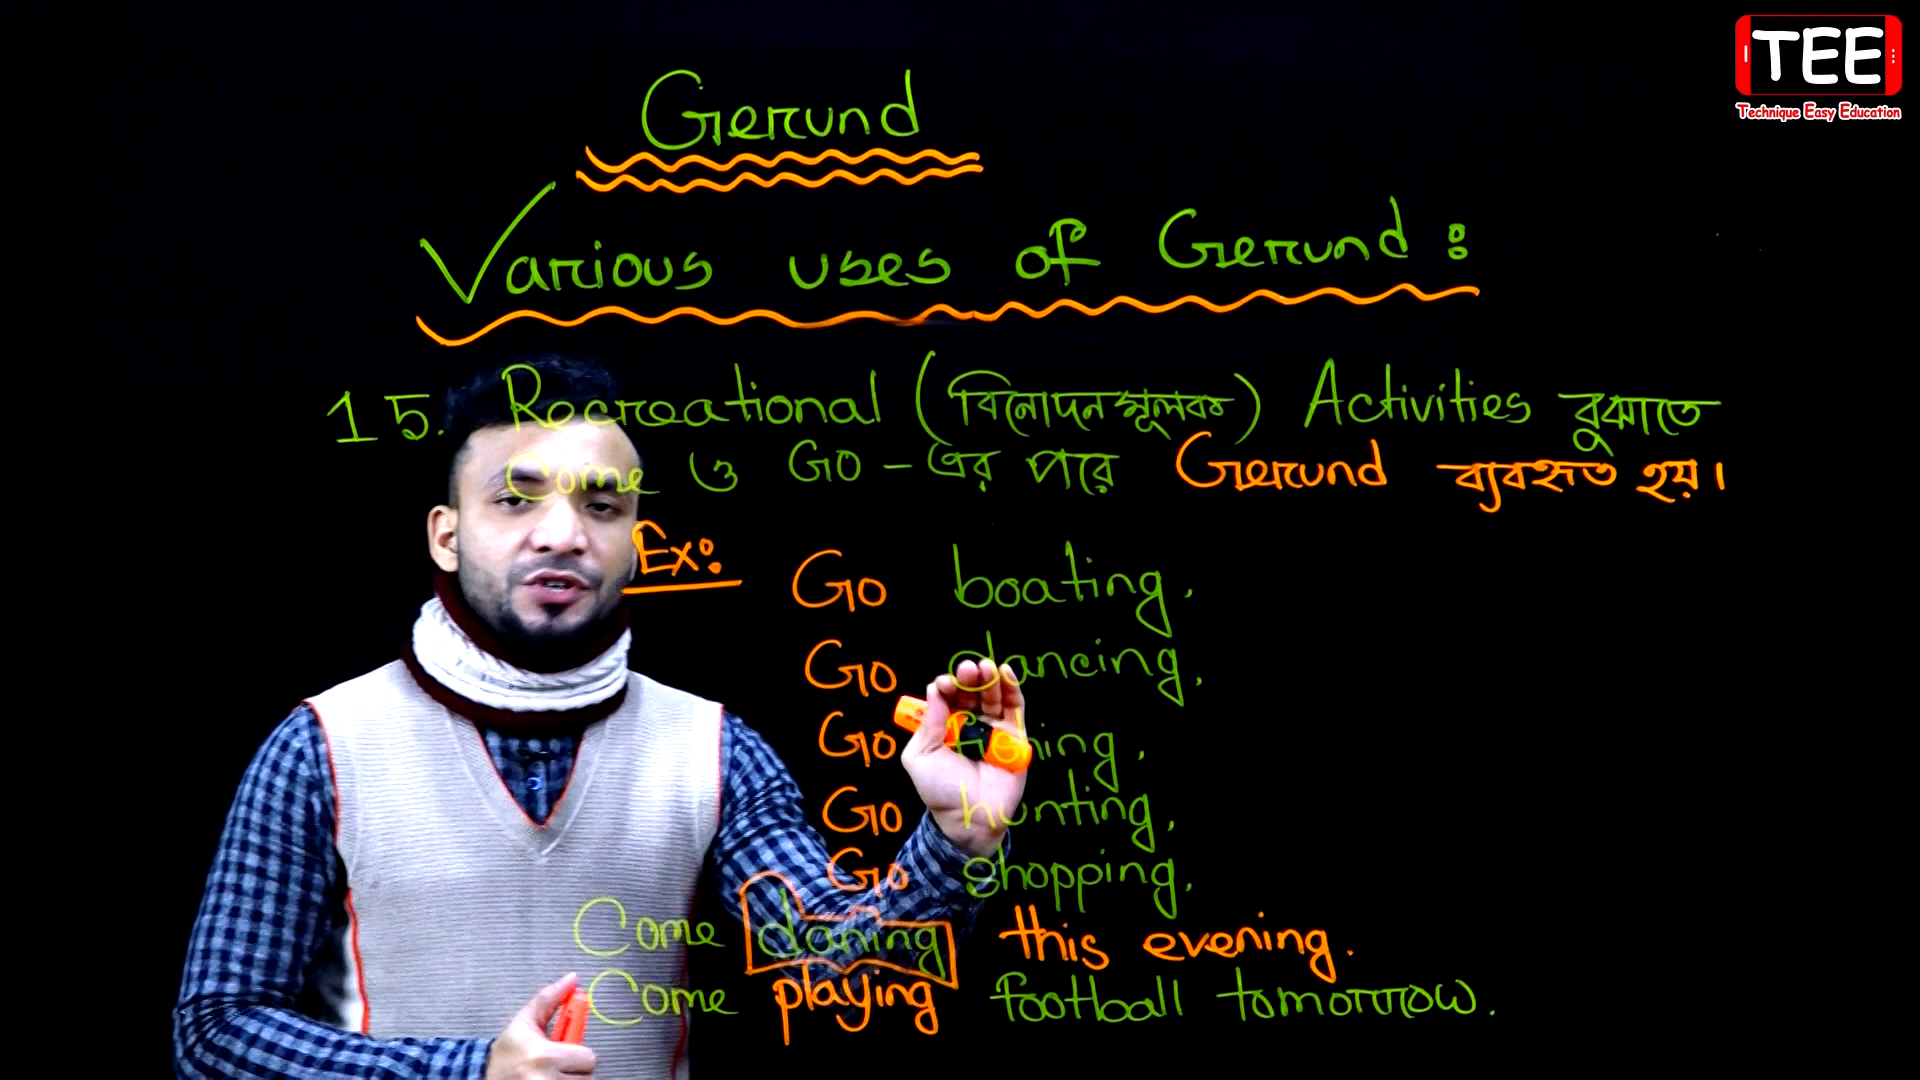 TEE
Technique Easy Education
Gerund
Various uses of Gerund :
15. Recreational (বিনোদনমূলক) Activities বুঝাতে
Come ও Go – এর পরে Gerund ব্যবহৃত হয়।
Ex:
Go boating.
Go dancing.
Go fishing.
Go hunting.
Go shopping.
Come daning this evening.
Come playing football tomorrow.